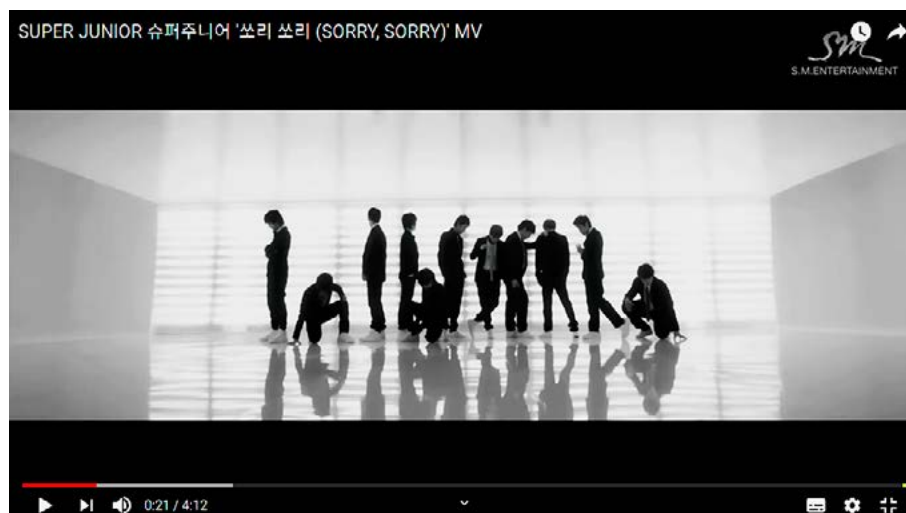 SUPER JUNIOR 슈퍼주니어 '쏘리 쏘리 (SORRY, SORRY)' MV
SM
S.M.ENTERTAINMENT
0:21 / 4:12